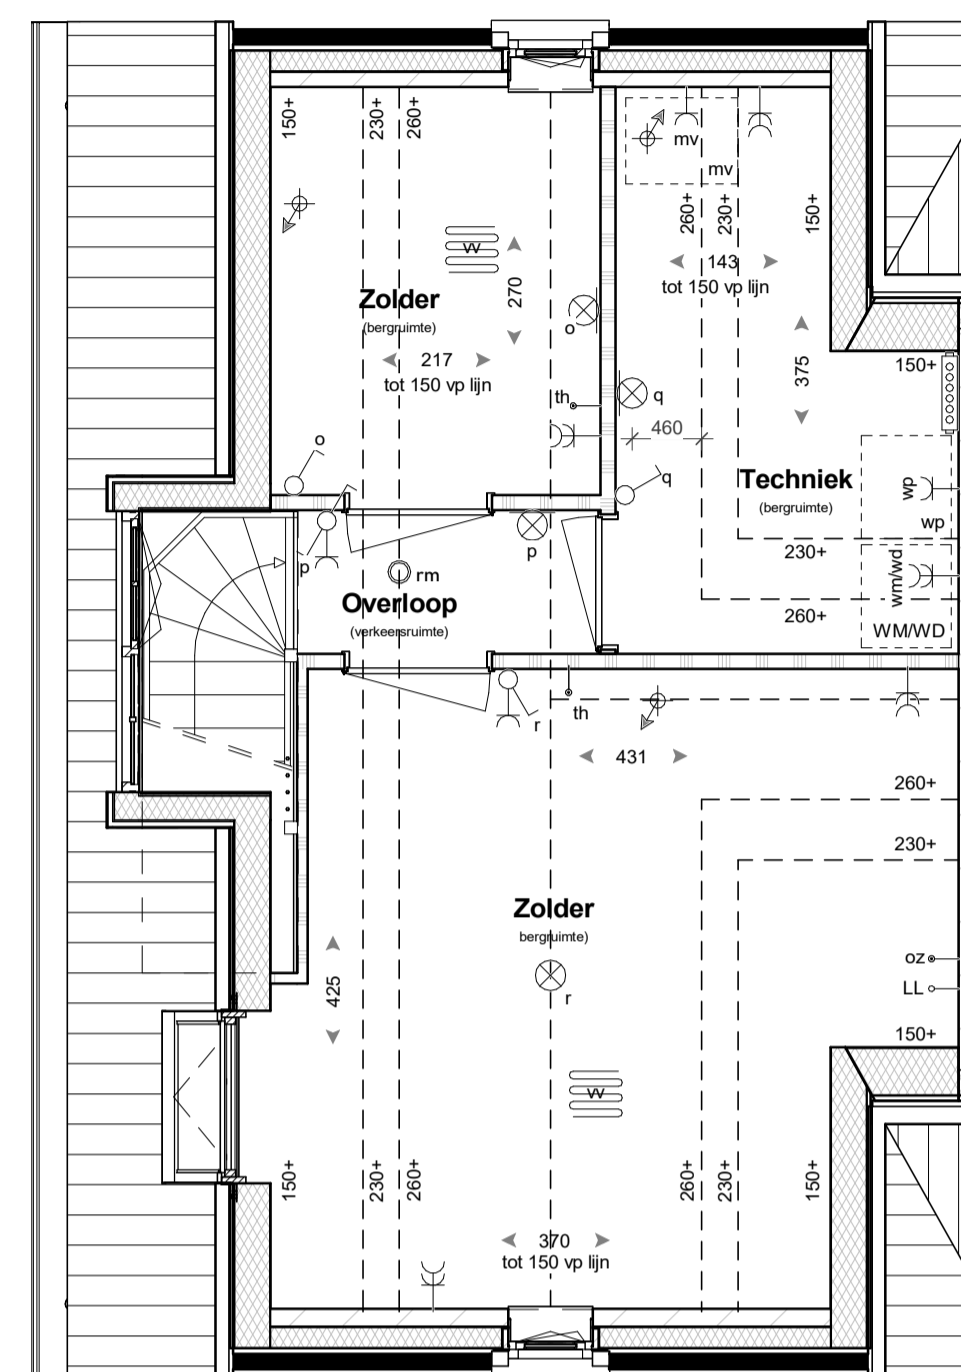 150+
230+
260+
mv
mv
260+
230+
150+
W
270
143
tot 150 vp lijn
Zolder
(bergruimte)
o
217
tot 150 vp lijn
375
150+
th
q
460
o
q
Techniek
(bergruimte)
wp
wp
p
p
230+
rm
Overloop
(verkeersruimte)
wm/wd
260+
WM/WD
th
r
431
260+
230+
Zolder
bergruimte)
r
425
oz
LL
150+
W
150+
230+
260+
260+
230+
150+
370
tot 150 vp lijn